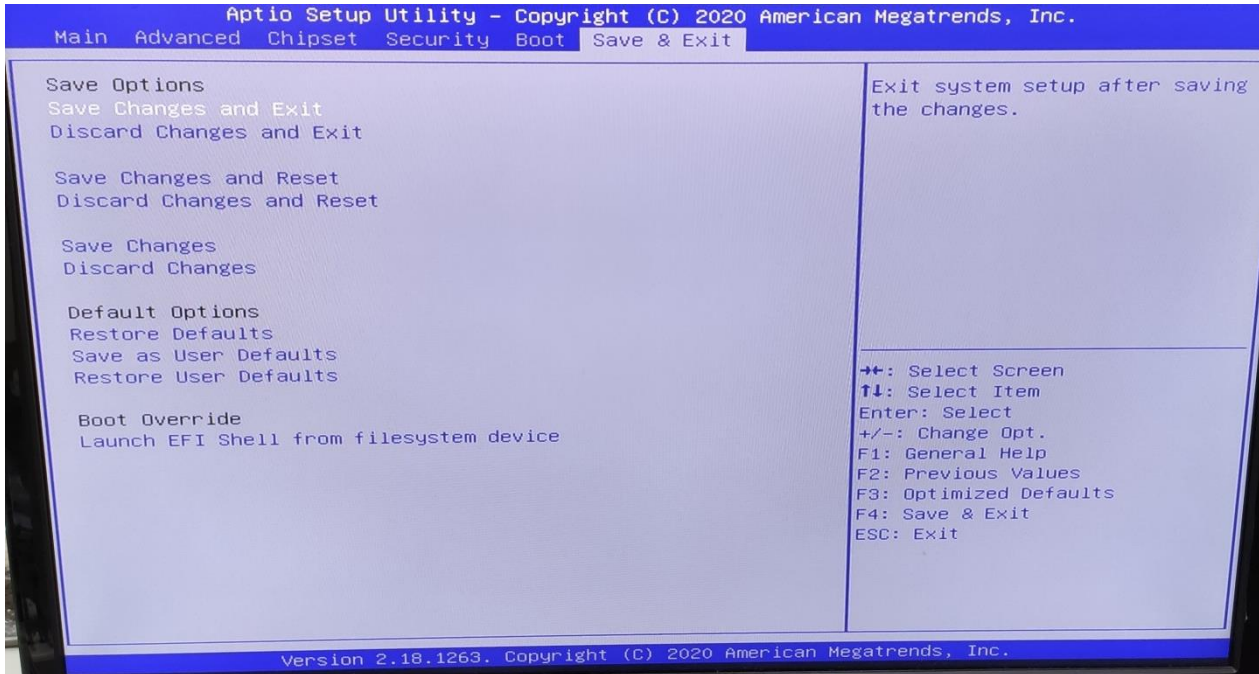 Aptio Setup Utility – Copyright (C) 2020 American Megatrends, Inc.
Main Advanced Chipset Security Boot Save & Exit
Save Options
Save Changes and Exit
Discard Changes and Exit
Save Changes and Reset
Discard Changes and Reset
Save Changes
Discard Changes
Default Options
Restore Defaults
Save as User Defaults
Restore User Defaults
Boot Override
Launch EFI Shell from filesystem device
Exit system setup after saving
the changes.
→←: Select Screen
↑↓: Select Item
Enter: Select
+/-: Change Opt.
F1: General Help
F2: Previous Values
F3: Optimized Defaults
F4: Save & Exit
ESC: Exit
Version 2.18.1263. Copyright (C) 2020 American Megatrends, Inc.